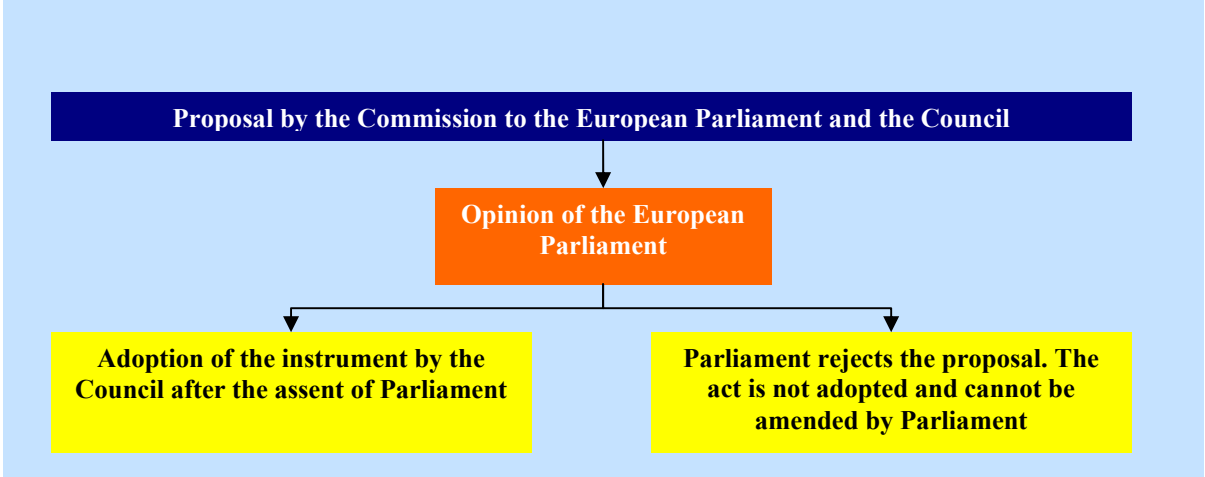 Proposal by the Commission to the European Parliament and the Council
Opinion of the European
Parliament
Adoption of the instrument by the
Council after the assent of Parliament
Parliament rejects the proposal. The
act is not adopted and cannot be
amended by Parliament